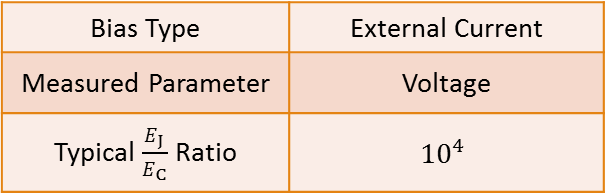 Bias Type External Current
Measured Parameter Voltage
Typical E_J/E_C Ratio 10^4